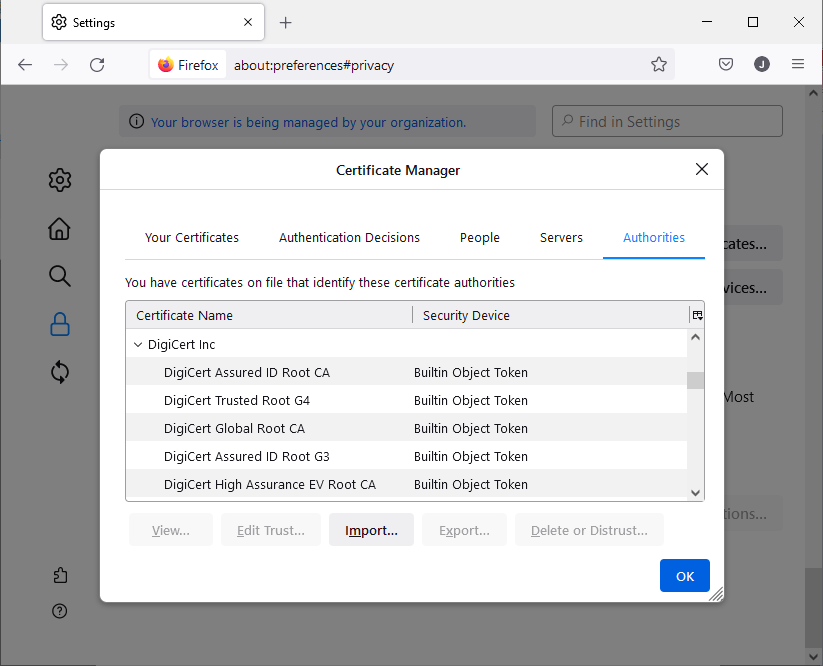 Settings
Firefox about:preferences#privacy
J
Your browser is being managed by your organization.
Find in Settings
Certificate Manager
Your Certificates Authentication Decisions People Servers Authorities
cates...
vices...
You have certificates on file that identify these certificate authorities
Certificate Name Security Device
DigiCert Inc
DigiCert Assured ID Root CA Builtin Object Token
DigiCert Trusted Root G4 Builtin Object Token
Most
DigiCert Global Root CA Builtin Object Token
DigiCert Assured ID Root G3 Builtin Object Token
DigiCert High Assurance EV Root CA Builtin Object Token
View... Edit Trust... Import... Export... Delete or Distrust...
tions...
OK